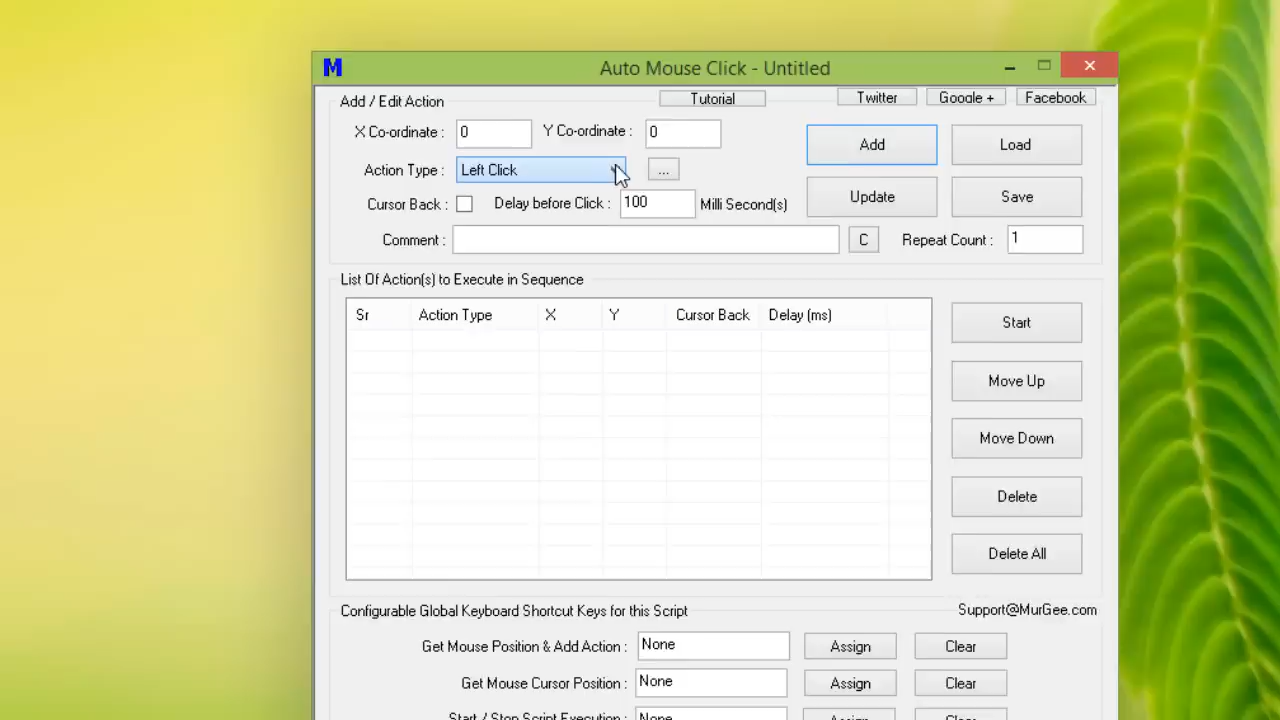 M Auto Mouse Click - Untitled
Add / Edit Action Tutorial Twitter Google + Facebook
X Co-ordinate : 0 Y Co-ordinate : 0 Add Load
Action Type : Left Click ...
Cursor Back : Delay before Click : 100 Milli Second(s) Update Save
Comment : C Repeat Count : 1
List Of Action(s) to Execute in Sequence
Sr Action Type X Y Cursor Back Delay (ms) Start
Move Up
Move Down
Delete
Delete All
Configurable Global Keyboard Shortcut Keys for this Script Support@MurGee.com
Get Mouse Position & Add Action : None Assign Clear
Get Mouse Cursor Position : None Assign Clear
Start / Stop Script Execution : None Assign Clear